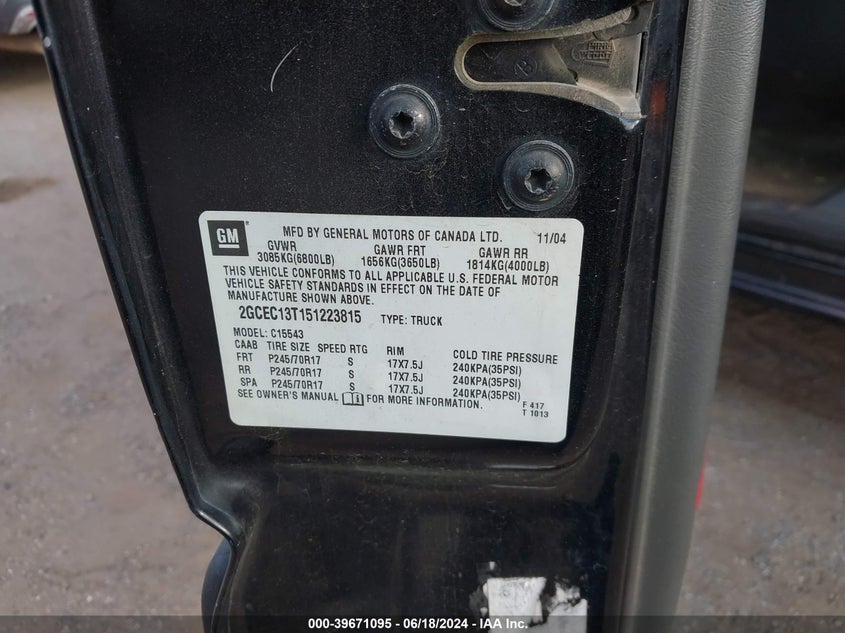 GM
MFD BY GENERAL MOTORS OF CANADA LTD. 11/04
GVWR GAWR FRT GAWR RR
3085KG(6800LB) 1656KG(3650LB) 1814KG(4000LB)
THIS VEHICLE CONFORMS TO ALL APPLICABLE U.S. FEDERAL MOTOR
VEHICLE SAFETY STANDARDS IN EFFECT ON THE DATE OF
MANUFACTURE SHOWN ABOVE.
2GCEC13T151223815 TYPE: TRUCK
MODEL: C15543
CAAB TIRE SIZE SPEED RTG RIM COLD TIRE PRESSURE
FRT P245/70R17 S 17X7.5J 240KPA(35PSI)
RR P245/70R17 S 17X7.5J 240KPA(35PSI)
SPA P245/70R17 S 17X7.5J 240KPA(35PSI)
SEE OWNER'S MANUAL FOR MORE INFORMATION.
F 417
T 1013
000-39671095 - 06/18/2024 - IAA Inc.